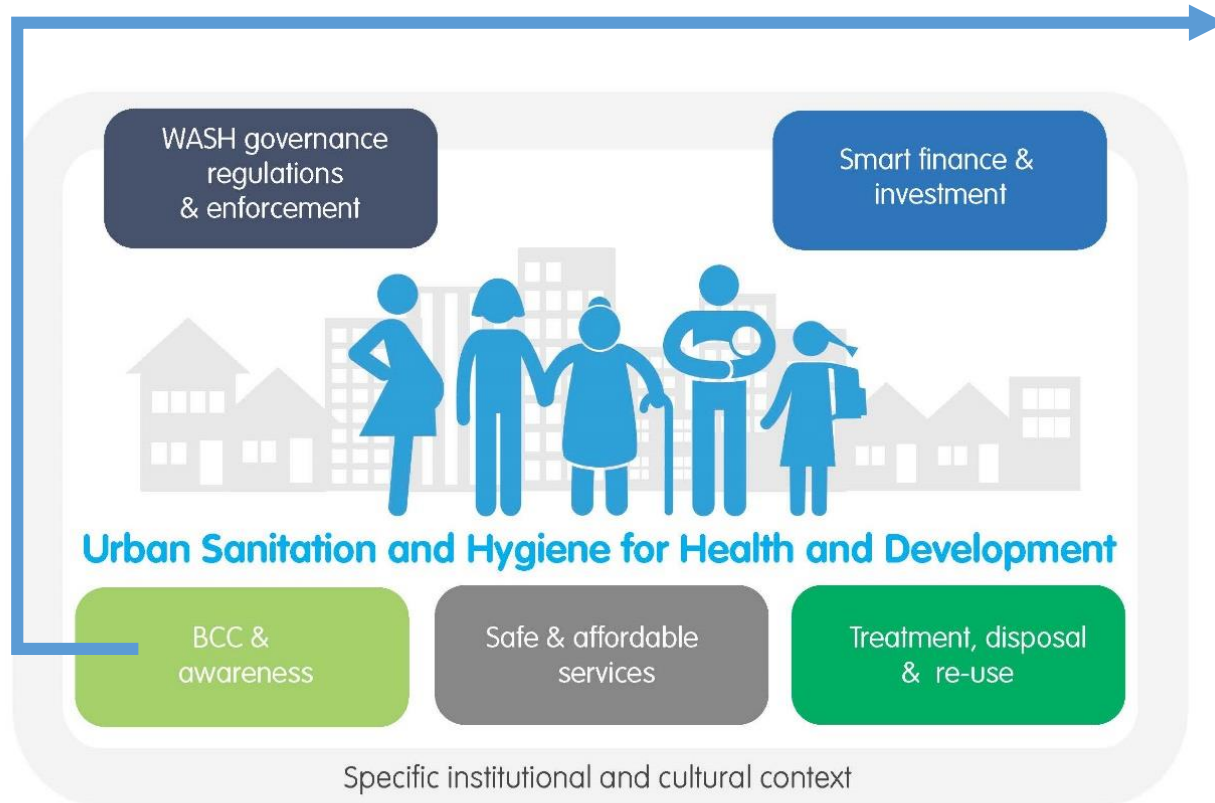 WASH governance
regulations
& enforcement
Smart finance &
investment
Urban Sanitation and Hygiene for Health and Development
BCC &
awareness
Safe & affordable
services
Treatment, disposal
& re-use
Specific institutional and cultural context